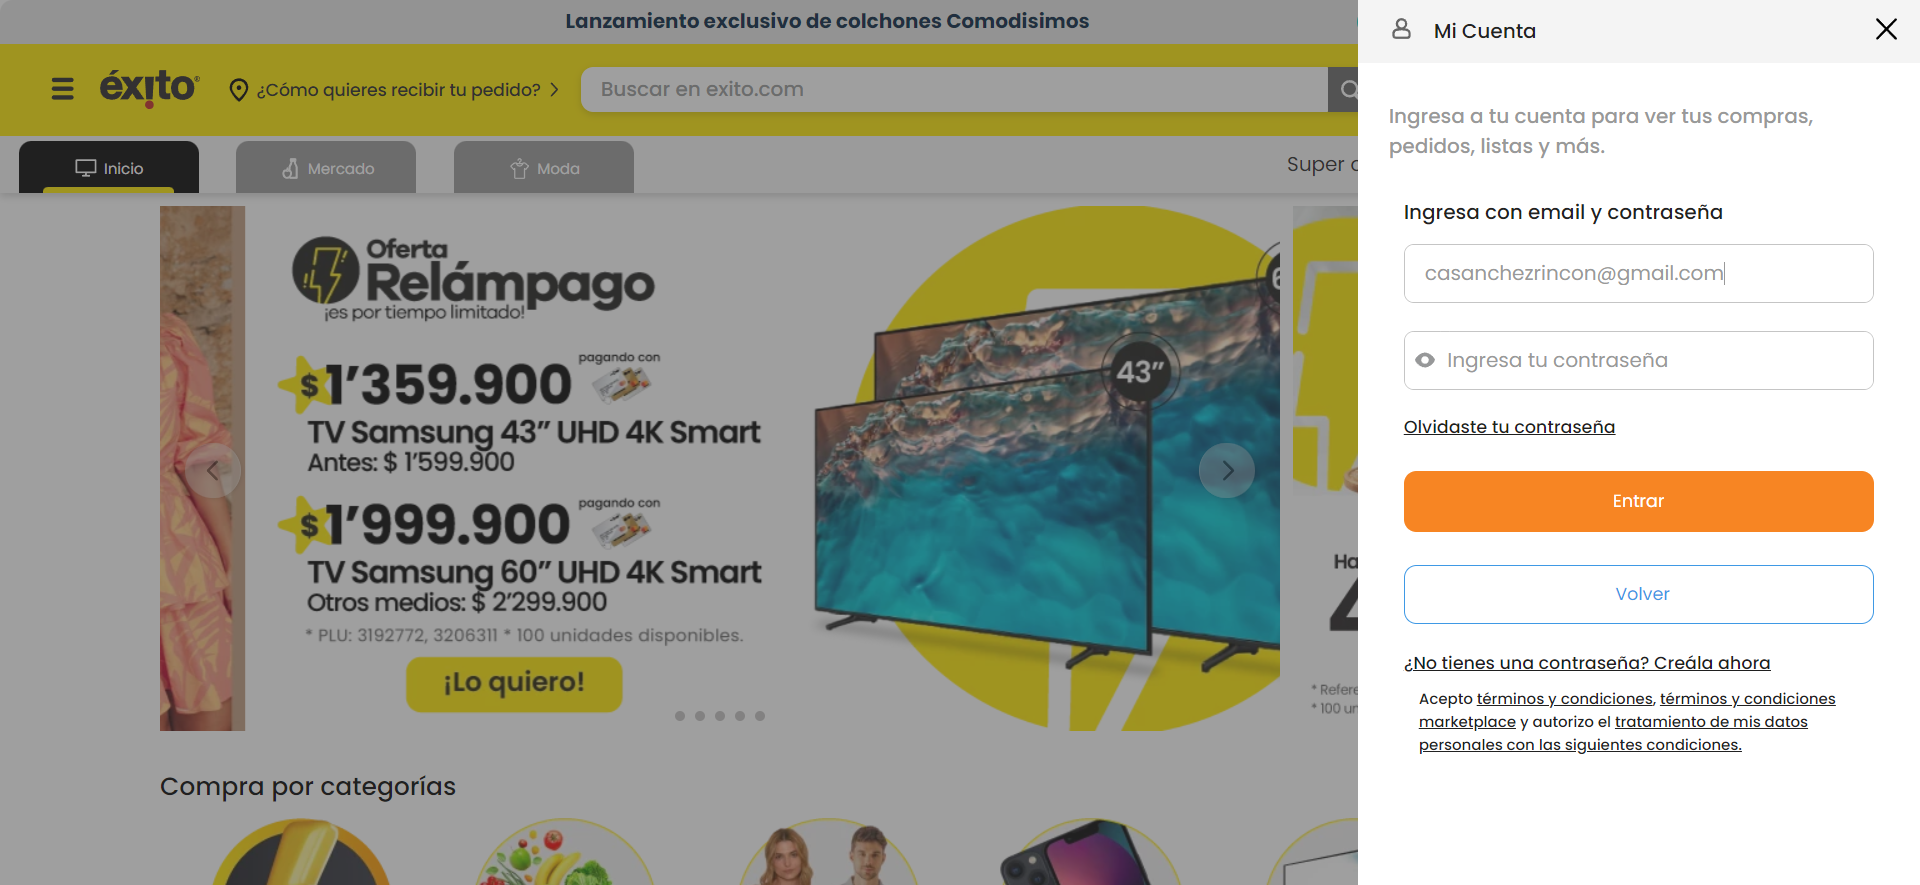 Lanzamiento exclusivo de colchones Comodisimos
éxito
¿Cómo quieres recibir tu pedido?
Buscar en exito.com
Inicio
Mercado
Moda
Super
Oferta
Relámpago
¡es por tiempo limitado!
$1'359.900
pagando con
TV Samsung 43” UHD 4K Smart
Antes: $ 1'599.900
$1'999.900
pagando con
TV Samsung 60” UHD 4K Smart
Otros medios: $ 2'299.900
* PLU: 3192772, 3206311 * 100 unidades disponibles.
¡Lo quiero!
43”
Compra por categorías
Mi Cuenta
Ingresa a tu cuenta para ver tus compras,
pedidos, listas y más.
Ingresa con email y contraseña
casanchezrincon@gmail.com
Ingresa tu contraseña
Olvidaste tu contraseña
Entrar
Volver
¿No tienes una contraseña? Creála ahora
Acepto términos y condiciones, términos y condiciones
marketplace y autorizo el tratamiento de mis datos
personales con las siguientes condiciones.